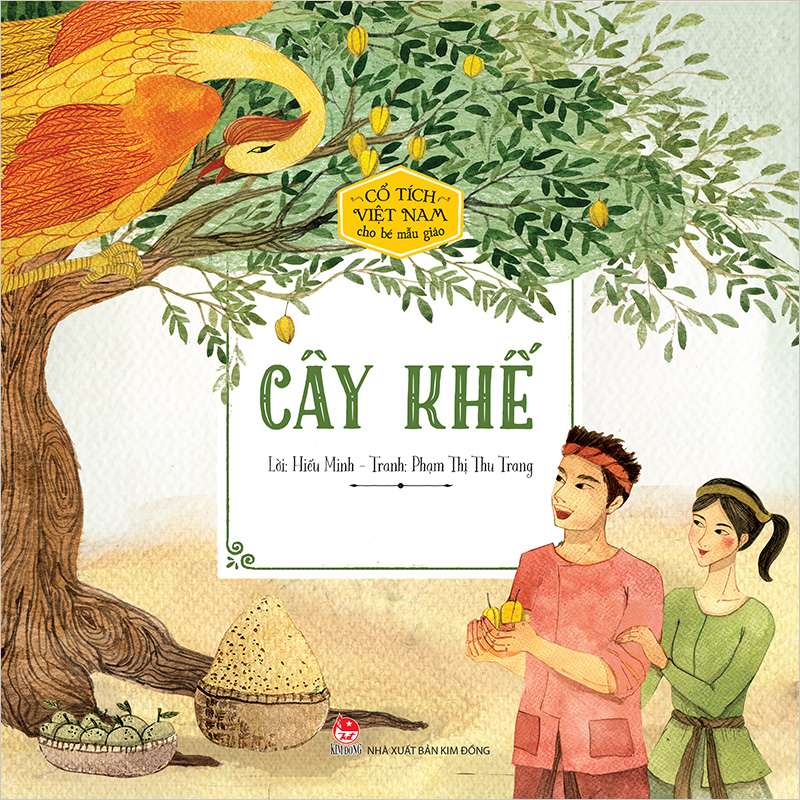 CỔ TÍCH
VIỆT NAM
cho bé mẫu giáo
CÂY KHẾ
Lời: Hiếu Minh - Tranh: Phạm Thị Thu Trang
KIM ĐỒNG
NHÀ XUẤT BẢN KIM ĐỒNG